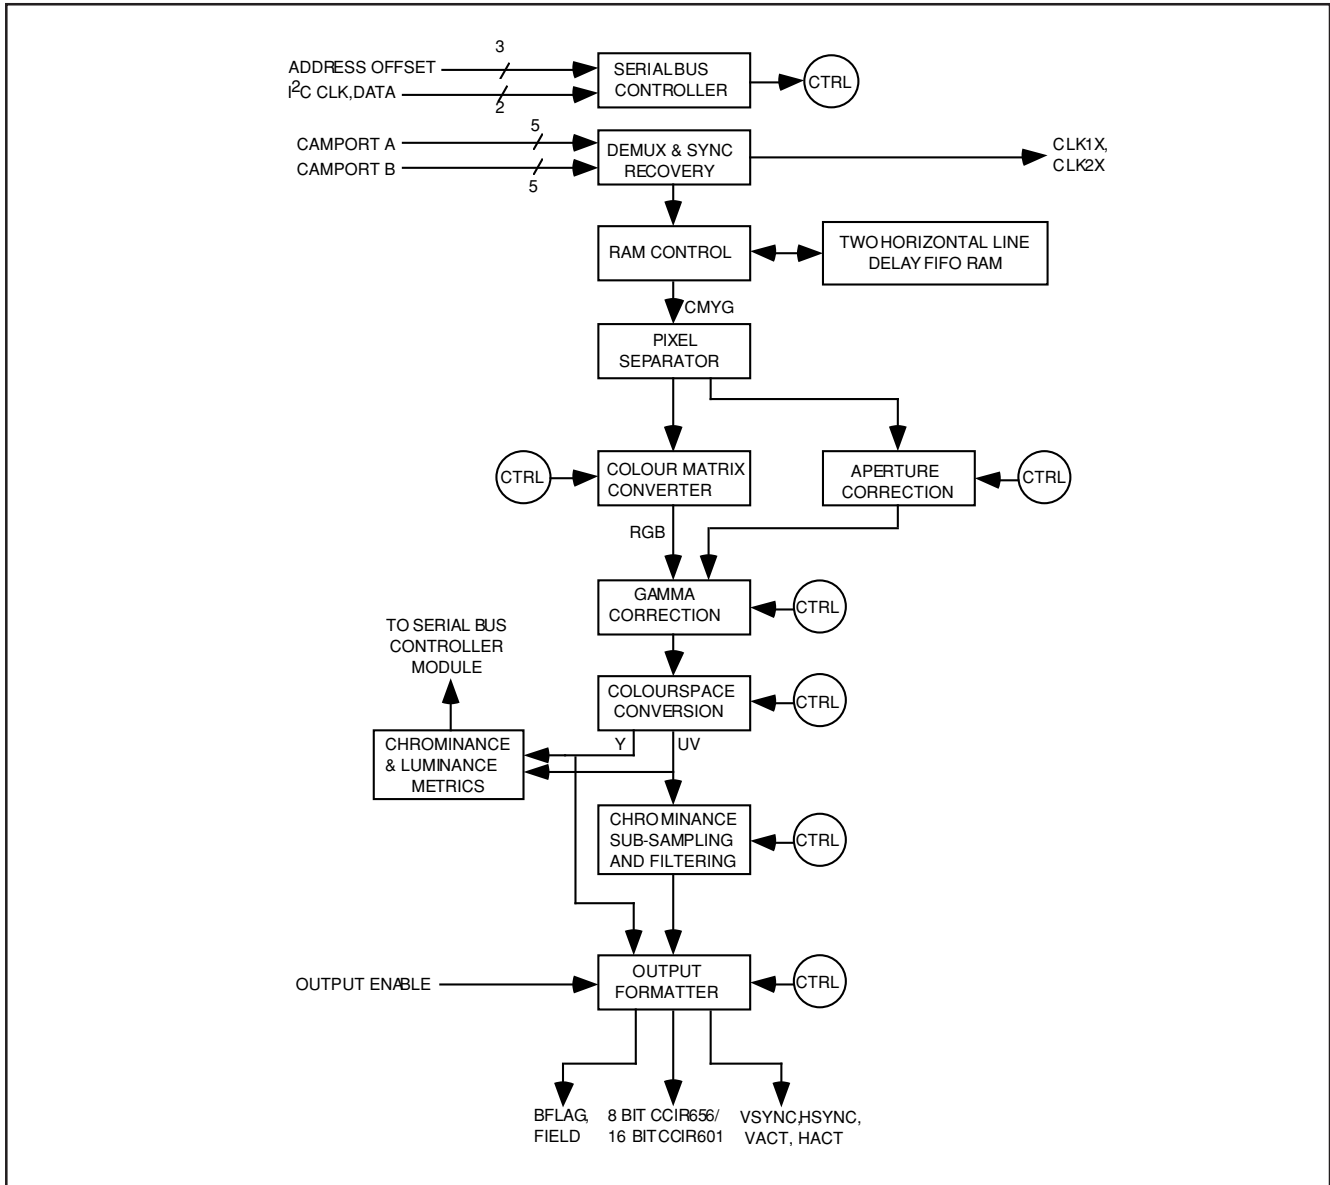 3
ADDRESS OFFSET
I2C CLK,DATA
2
SERIAL BUS
CONTROLLER
CTRL
5
CAMPORT A
CAMPORT B
5
DEMUX & SYNC
RECOVERY
CLK1X,
CLK2X
RAM CONTROL
TWO HORIZONTAL LINE
DELAY FIFO RAM
CMYG
PIXEL
SEPARATOR
CTRL
COLOUR MATRIX
CONVERTER
APERTURE
CORRECTION
CTRL
RGB
GAMMA
CORRECTION
CTRL
TO SERIAL BUS
CONTROLLER
MODULE
COLOURSPACE
CONVERSION
CTRL
Y
UV
CHROMINANCE
& LUMINANCE
METRICS
CHROMINANCE
SUB-SAMPLING
AND FILTERING
CTRL
OUTPUT ENABLE
OUTPUT
FORMATTER
CTRL
BFLAG,
FIELD
8 BIT CCIR656/
16 BIT CCIR601
VSYNC,HSYNC,
VACT, HACT